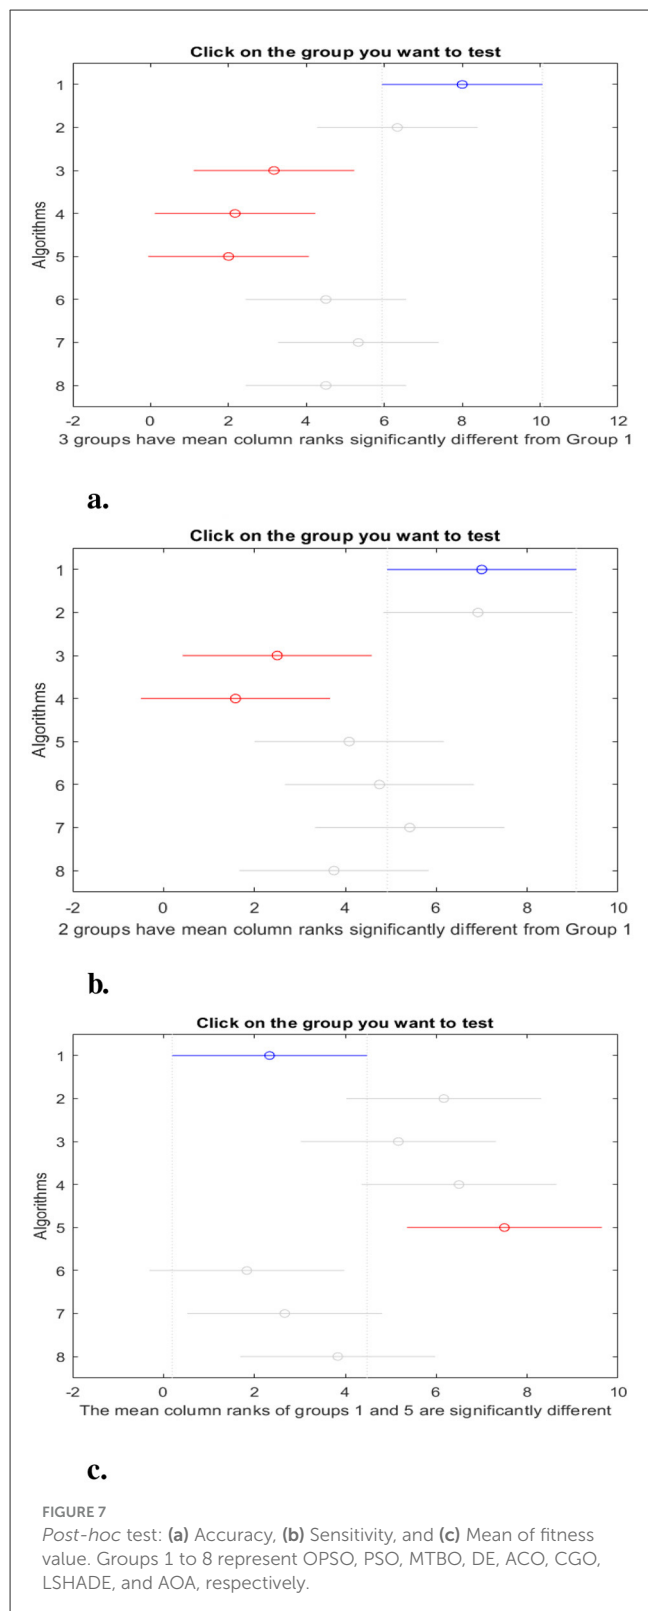 Click on the group you want to test
1
2
3
4
5
6
7
8
Algorithms
-2 0 2 4 6 8 10 12
3 groups have mean column ranks significantly different from Group 1
a.
Click on the group you want to test
1
2
3
4
5
6
7
8
Algorithms
-2 0 2 4 6 8 10
2 groups have mean column ranks significantly different from Group 1
b.
Click on the group you want to test
1
2
3
4
5
6
7
8
Algorithms
-2 0 2 4 6 8 10
The mean column ranks of groups 1 and 5 are significantly different
c.
FIGURE 7
Post-hoc test: (a) Accuracy, (b) Sensitivity, and (c) Mean of fitness
value. Groups 1 to 8 represent OPSO, PSO, MTBO, DE, ACO, CGO,
LSHADE, and AOA, respectively.